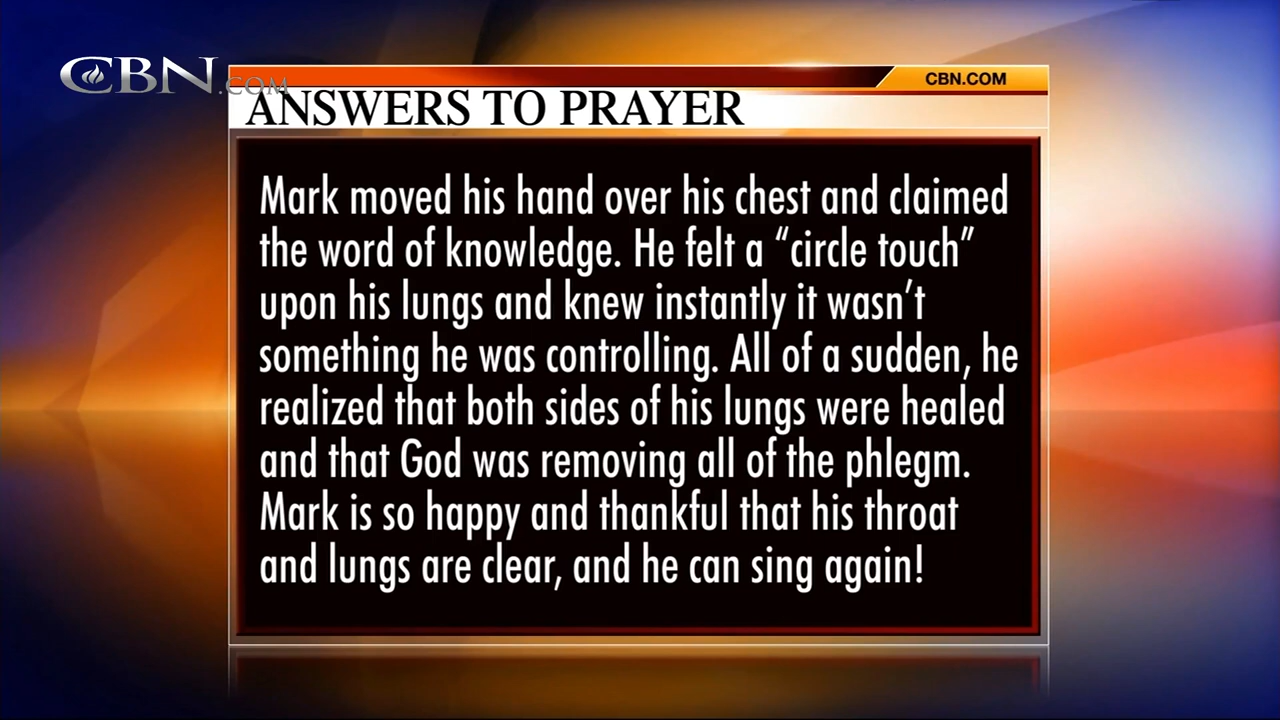 CBN.COM
CBN.COM
ANSWERS TO PRAYER
Mark moved his hand over his chest and claimed
the word of knowledge. He felt a “circle touch”
upon his lungs and knew instantly it wasn’t
something he was controlling. All of a sudden, he
realized that both sides of his lungs were healed
and that God was removing all of the phlegm.
Mark is so happy and thankful that his throat
and lungs are clear, and he can sing again!